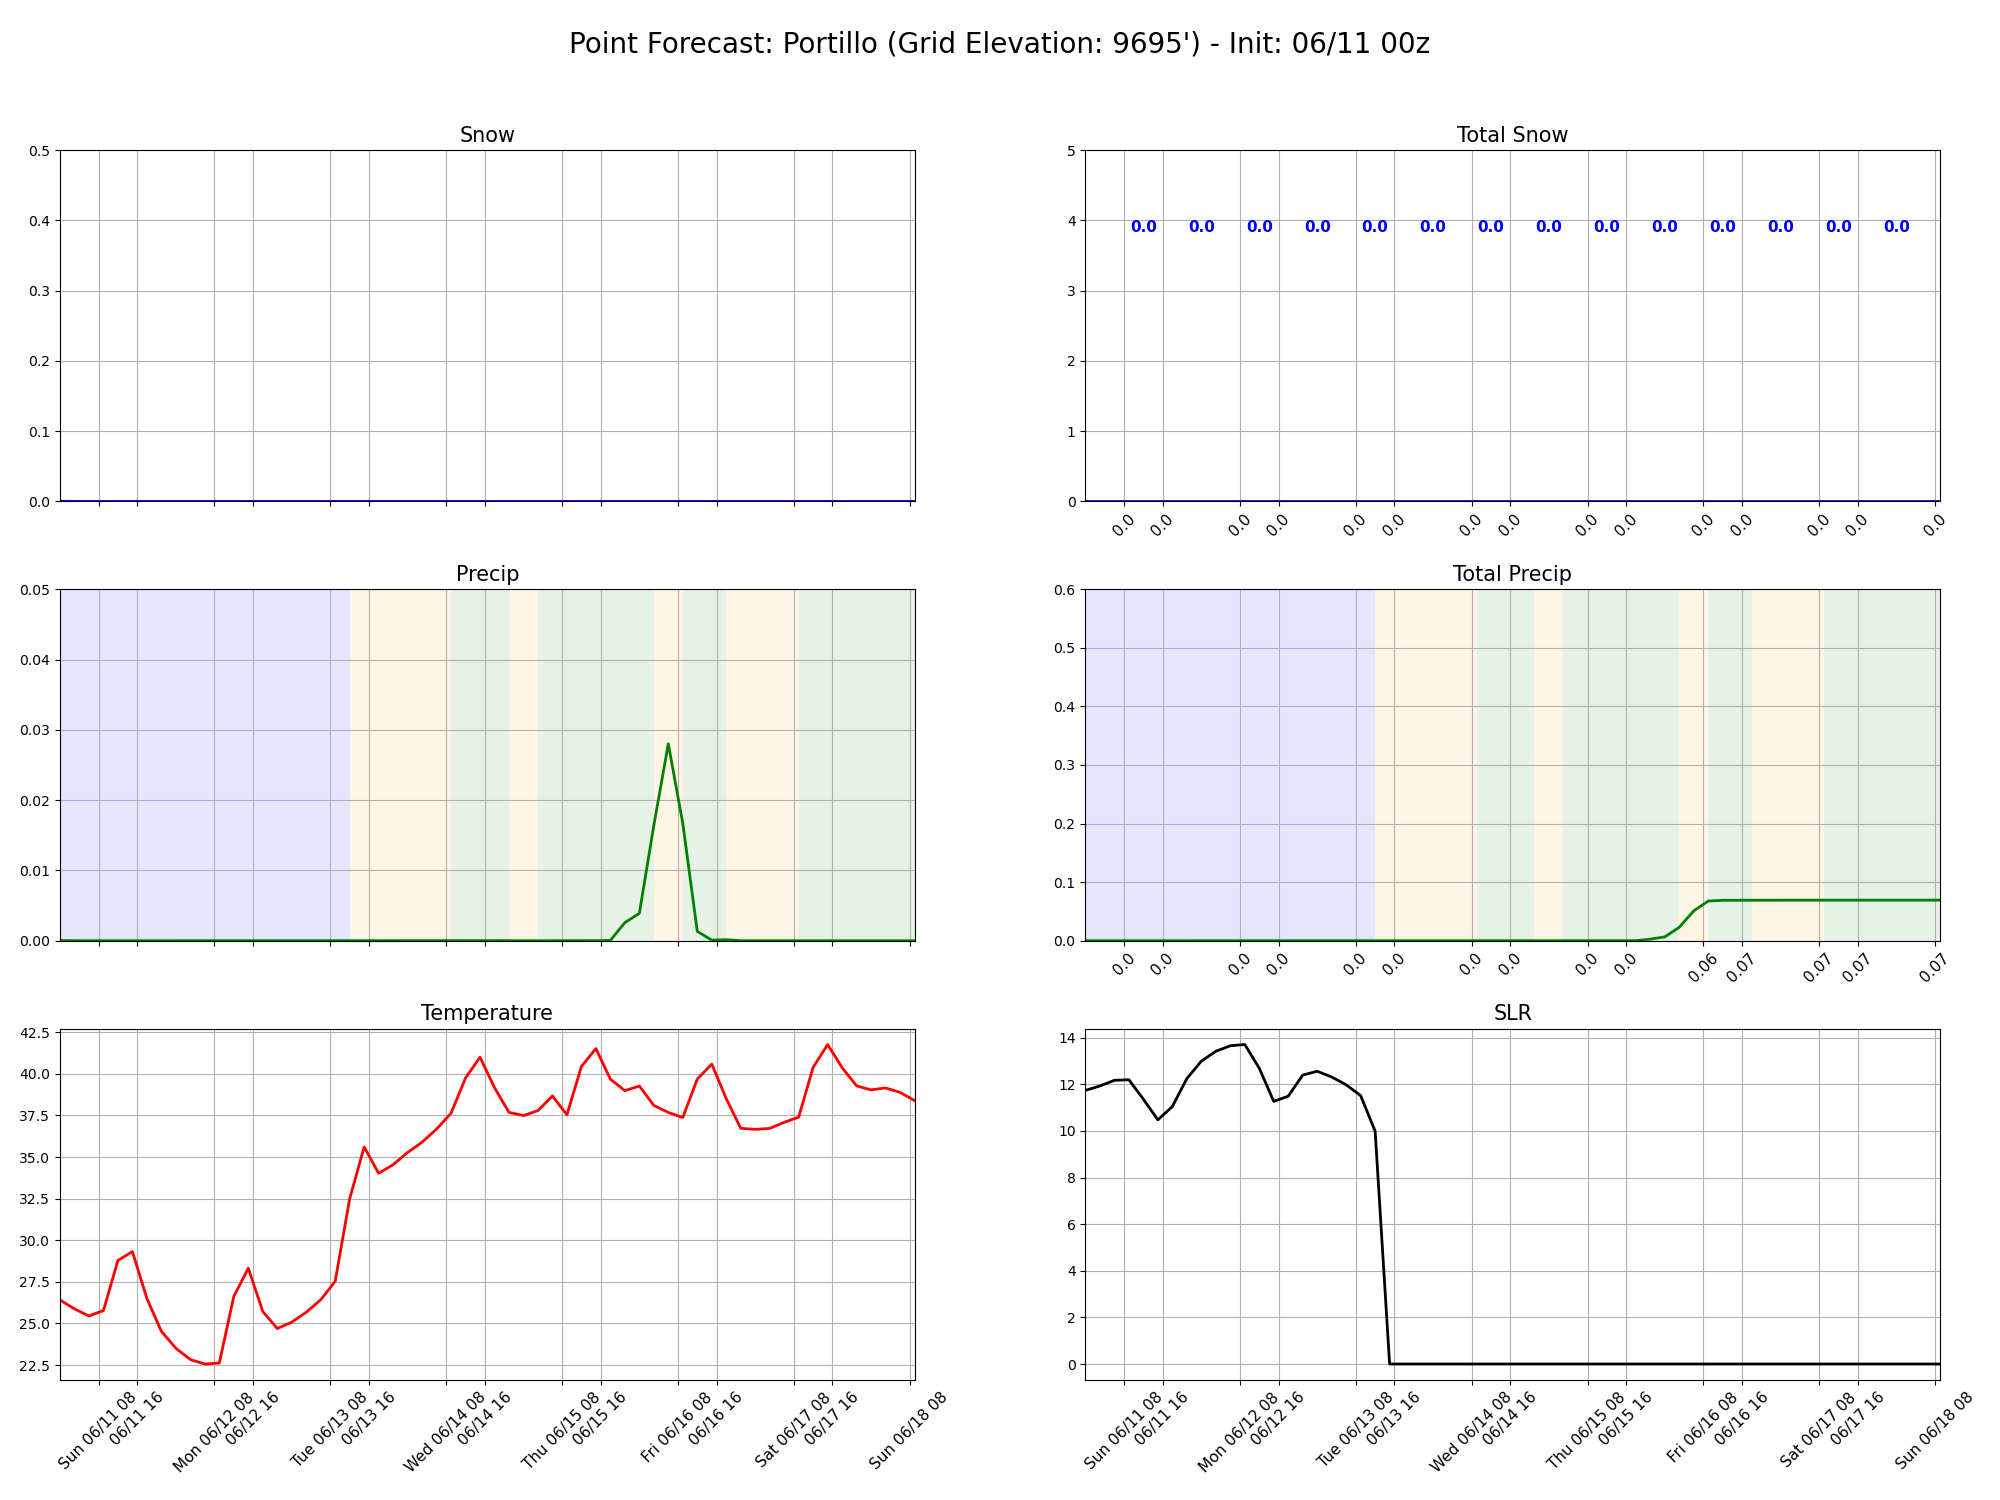 Point Forecast: Portillo (Grid Elevation: 9695') - Init: 06/11 00z
Snow
0.5
0.4
0.3
0.2
0.1
0.0
Total Snow
5
4
3
2
1
0
0.0 0.0 0.0 0.0 0.0 0.0 0.0 0.0 0.0 0.0 0.0 0.0 0.0 0.0
0.0 0.0 0.0 0.0 0.0 0.0 0.0 0.0 0.0 0.0 0.0 0.0 0.0 0.0 0.0
Precip
0.05
0.04
0.03
0.02
0.01
0.00
Total Precip
0.6
0.5
0.4
0.3
0.2
0.1
0.0
0.0 0.0 0.0 0.0 0.0 0.0 0.0 0.0 0.0 0.0 0.06 0.07 0.07 0.07 0.07
Temperature
42.5
40.0
37.5
35.0
32.5
30.0
27.5
25.0
22.5
Sun 06/11 08
06/11 16
Mon 06/12 08
06/12 16
Tue 06/13 08
06/13 16
Wed 06/14 08
06/14 16
Thu 06/15 08
06/15 16
Fri 06/16 08
06/16 16
Sat 06/17 08
06/17 16
Sun 06/18 08
SLR
14
12
10
8
6
4
2
0
Sun 06/11 08
06/11 16
Mon 06/12 08
06/12 16
Tue 06/13 08
06/13 16
Wed 06/14 08
06/14 16
Thu 06/15 08
06/15 16
Fri 06/16 08
06/16 16
Sat 06/17 08
06/17 16
Sun 06/18 08